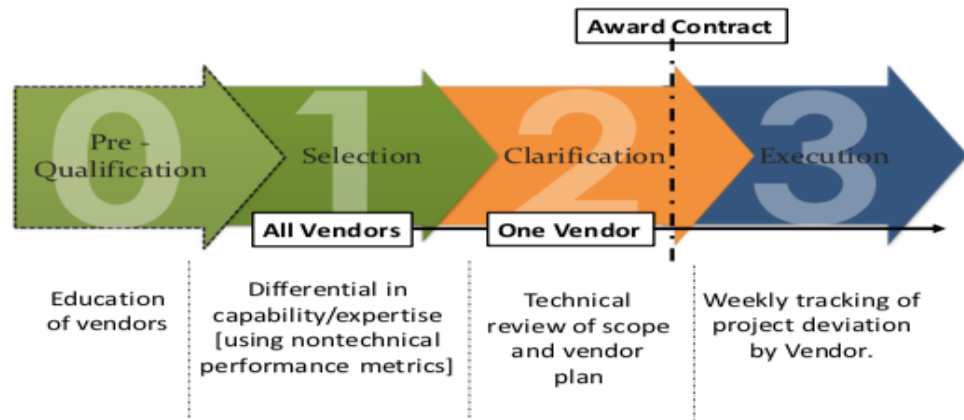 Award Contract
0
Pre -
Qualification
1
Selection
2
Clarification
3
Execution
All Vendors
One Vendor
Education
of vendors
Differential in
capability/expertise
[using nontechnical
performance metrics]
Technical
review of scope
and vendor
plan
Weekly tracking of
project deviation
by Vendor.